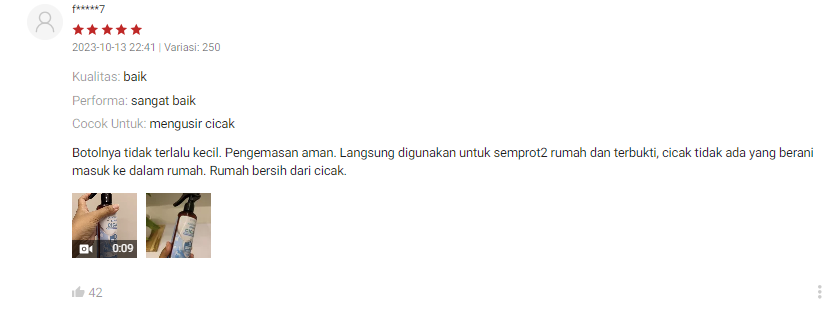 f*****7
2023-10-13 22:41 | Variasi: 250
Kualitas: baik
Performa: sangat baik
Cocok Untuk: mengusir cicak
Botolnya tidak terlalu kecil. Pengemasan aman. Langsung digunakan untuk semprot2 rumah dan terbukti, cicak tidak ada yang berani
masuk ke dalam rumah. Rumah bersih dari cicak.
0:09
42